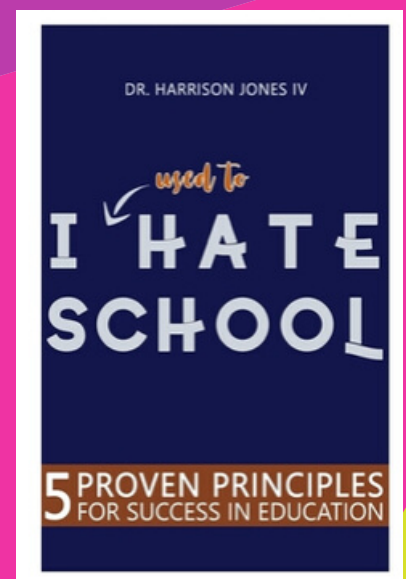 DR. HARRISON JONES IV
used to
I HATE
SCHOOL
5 PROVEN PRINCIPLES
FOR SUCCESS IN EDUCATION